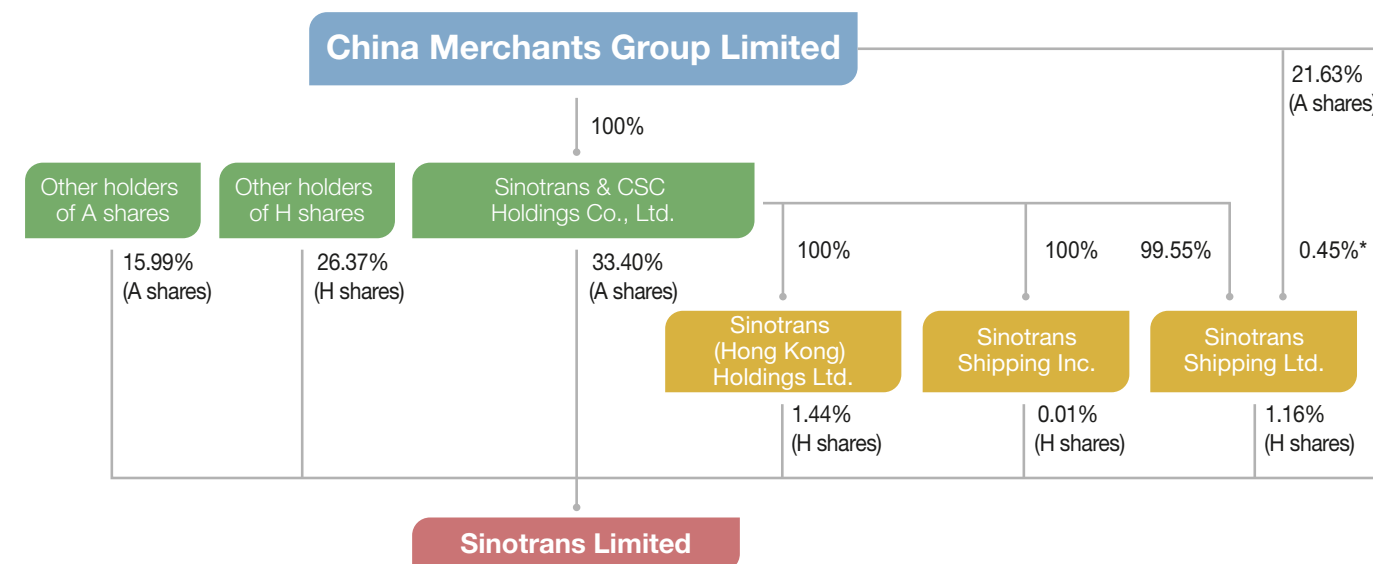 China Merchants Group Limited
21.63%
(A shares)
100%
Other holders
of A shares
Other holders
of H shares
Sinotrans & CSC
Holdings Co., Ltd.
15.99%
(A shares)
26.37%
(H shares)
33.40%
(A shares)
100%
100%
99.55%
0.45%*
Sinotrans
(Hong Kong)
Holdings Ltd.
Sinotrans
Shipping Inc.
Sinotrans
Shipping Ltd.
1.44%
(H shares)
0.01%
(H shares)
1.16%
(H shares)
Sinotrans Limited